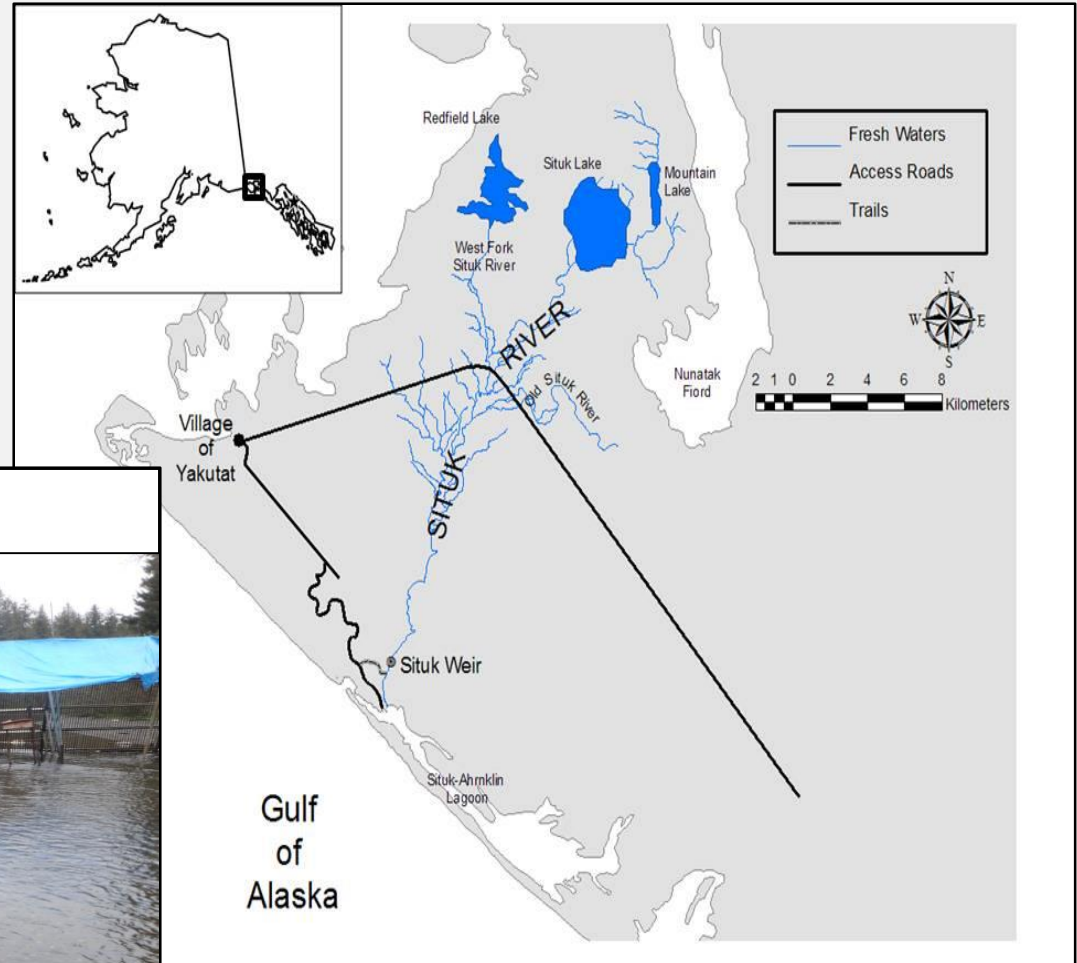 Redfield Lake
Situk Lake
Mountain
Lake
West Fork
Situk River
Fresh Waters
Access Roads
Trails
N
W
E
S
2 1 0 2 4 6 8
Kilometers
RIVER
Old Situk River
Nunatak
Fiord
Village
of
Yakutat
SITUK
Situk Weir
Situk-Ahrnklin
Lagoon
Gulf
of
Alaska